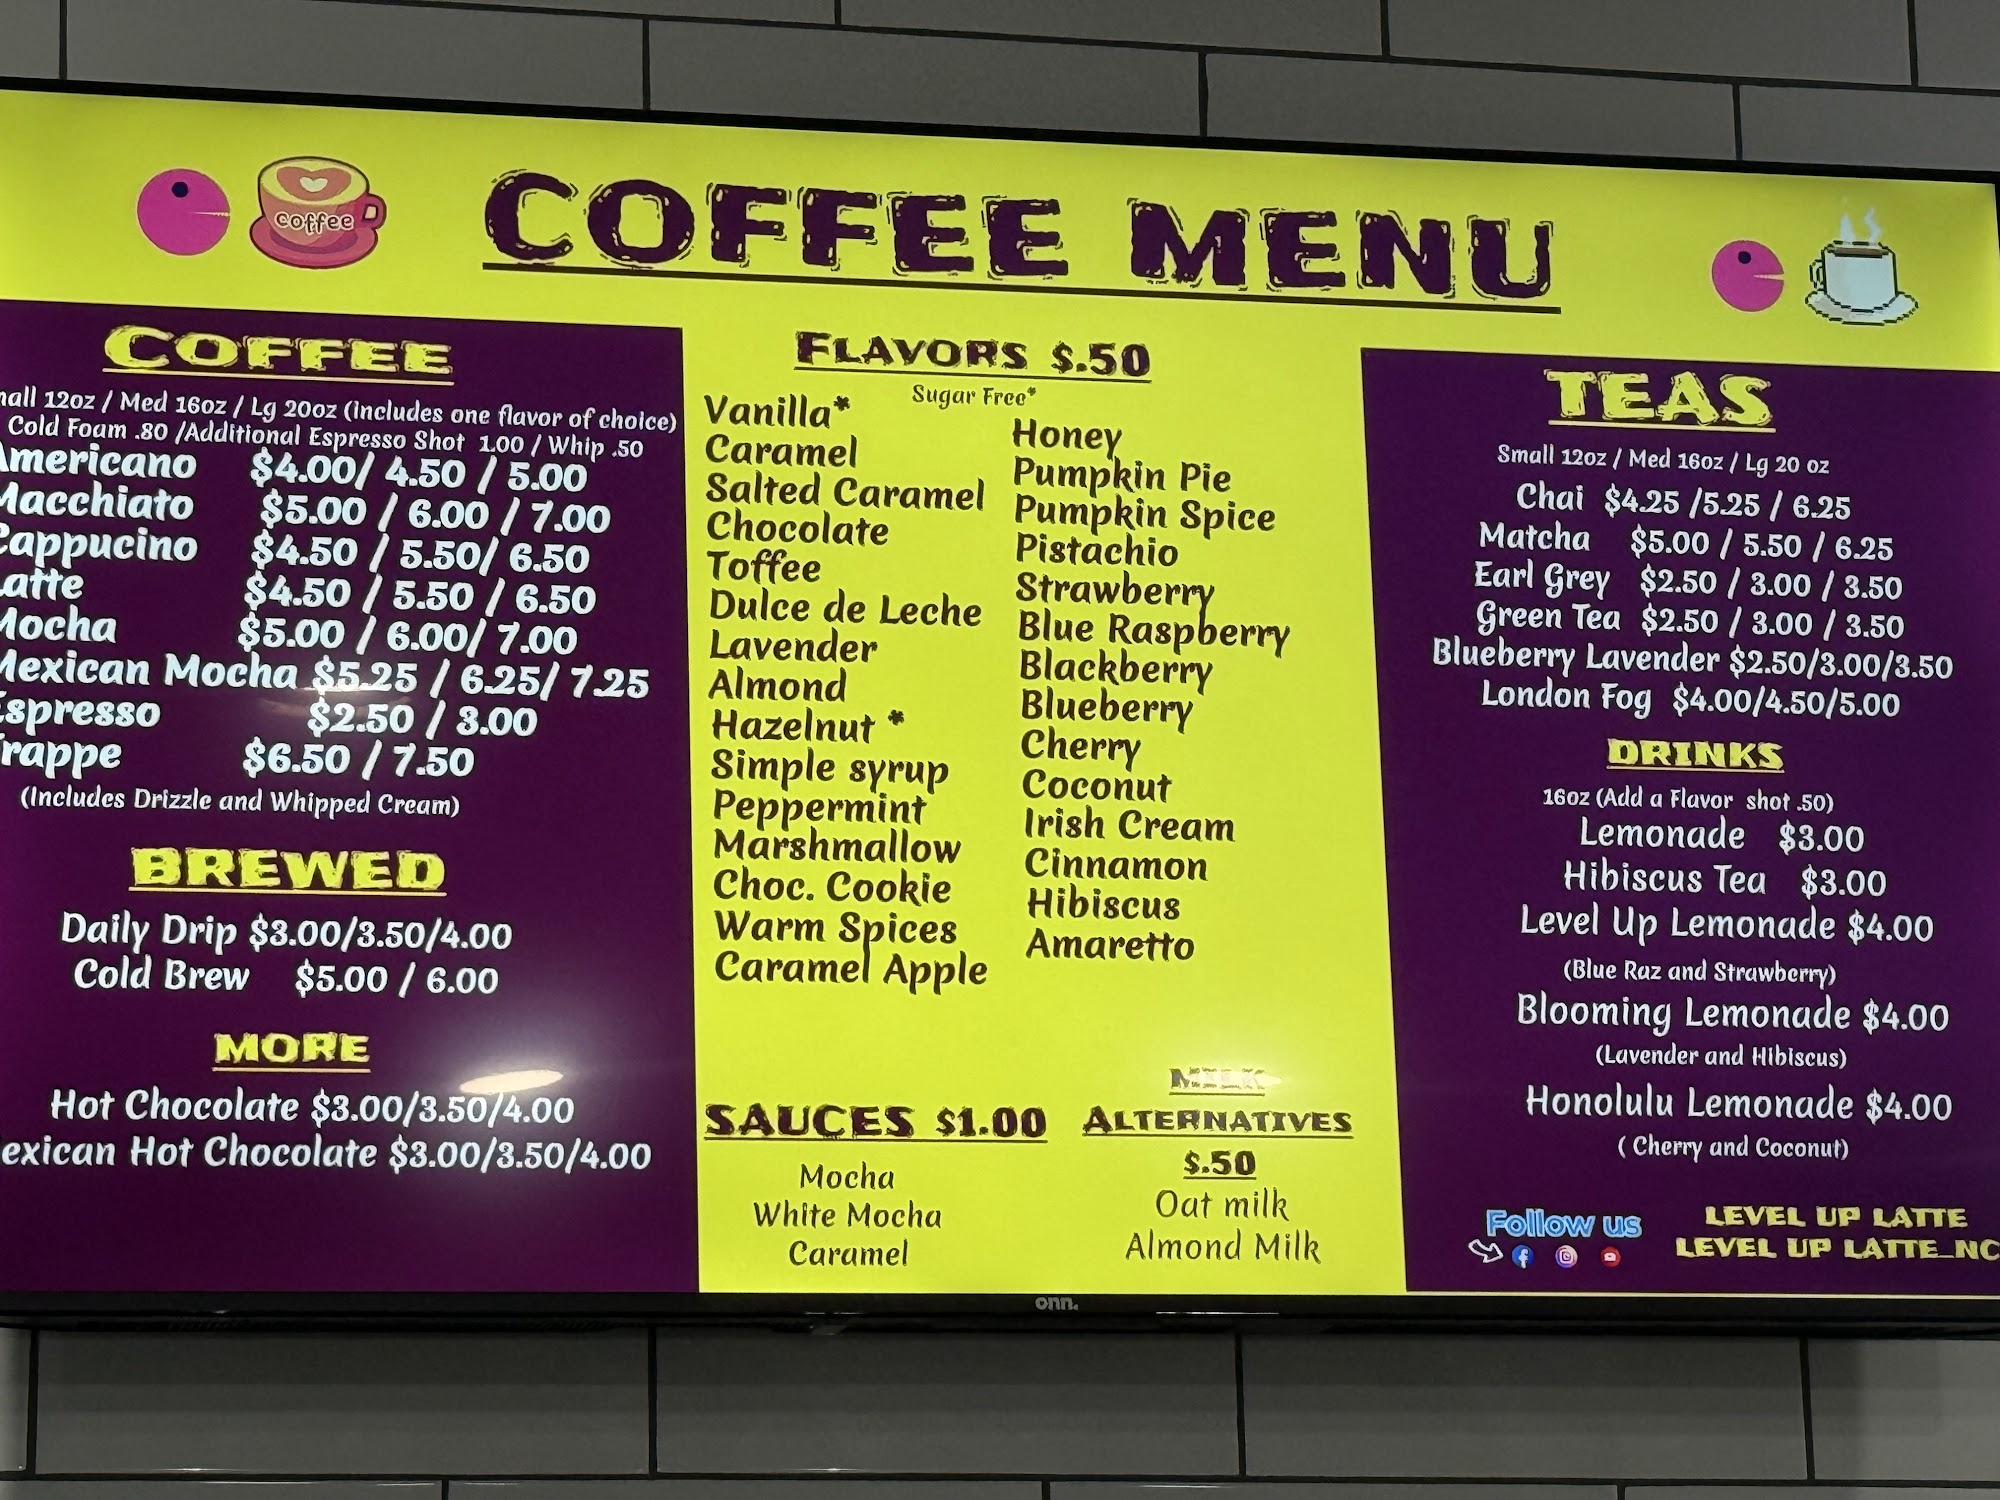 coffee
COFFEE MENU
COFFEE
mall 12oz / Med 16oz / Lg 20oz (includes one flavor of choice)
Cold Foam .80 /Additional Espresso Shot 1.00 / Whip .50
Americano $4.00/ 4.50 / 5.00
Macchiato $5.00 / 6.00 / 7.00
Cappucino $4.50 / 5.50/ 6.50
Latte $4.50 / 5.50 / 6.50
Mocha $5.00 / 6.00/ 7.00
Mexican Mocha $5.25 / 6.25/ 7.25
Espresso $2.50 / 3.00
rappe $6.50 / 7.50
(Includes Drizzle and Whipped Cream)
BREWED
Daily Drip $3.00/3.50/4.00
Cold Brew $5.00 / 6.00
MORE
Hot Chocolate $3.00/3.50/4.00
exican Hot Chocolate $3.00/3.50/4.00
FLAVORS $.50
Sugar Free*
Vanilla*
Caramel
Salted Caramel
Chocolate
Toffee
Dulce de Leche
Lavender
Almond
Hazelnut *
Simple syrup
Peppermint
Marshmallow
Choc. Cookie
Warm Spices
Caramel Apple
Honey
Pumpkin Pie
Pumpkin Spice
Pistachio
Strawberry
Blue Raspberry
Blackberry
Blueberry
Cherry
Coconut
Irish Cream
Cinnamon
Hibiscus
Amaretto
SAUCES $1.00
Mocha
White Mocha
Caramel
MILK
ALTERNATIVES
$.50
Oat milk
Almond Milk
TEAS
Small 12oz / Med 16oz / Lg 20 oz
Chai $4.25 /5.25 / 6.25
Matcha $5.00 / 5.50 / 6.25
Earl Grey $2.50 / 3.00 / 3.50
Green Tea $2.50 / 3.00 / 3.50
Blueberry Lavender $2.50/3.00/3.50
London Fog $4.00/4.50/5.00
DRINKS
16oz (Add a Flavor shot .50)
Lemonade $3.00
Hibiscus Tea $3.00
Level Up Lemonade $4.00
(Blue Raz and Strawberry)
Blooming Lemonade $4.00
(Lavender and Hibiscus)
Honolulu Lemonade $4.00
( Cherry and Coconut)
Follow us
LEVEL UP LATTE
LEVEL UP LATTE_NC
onn.